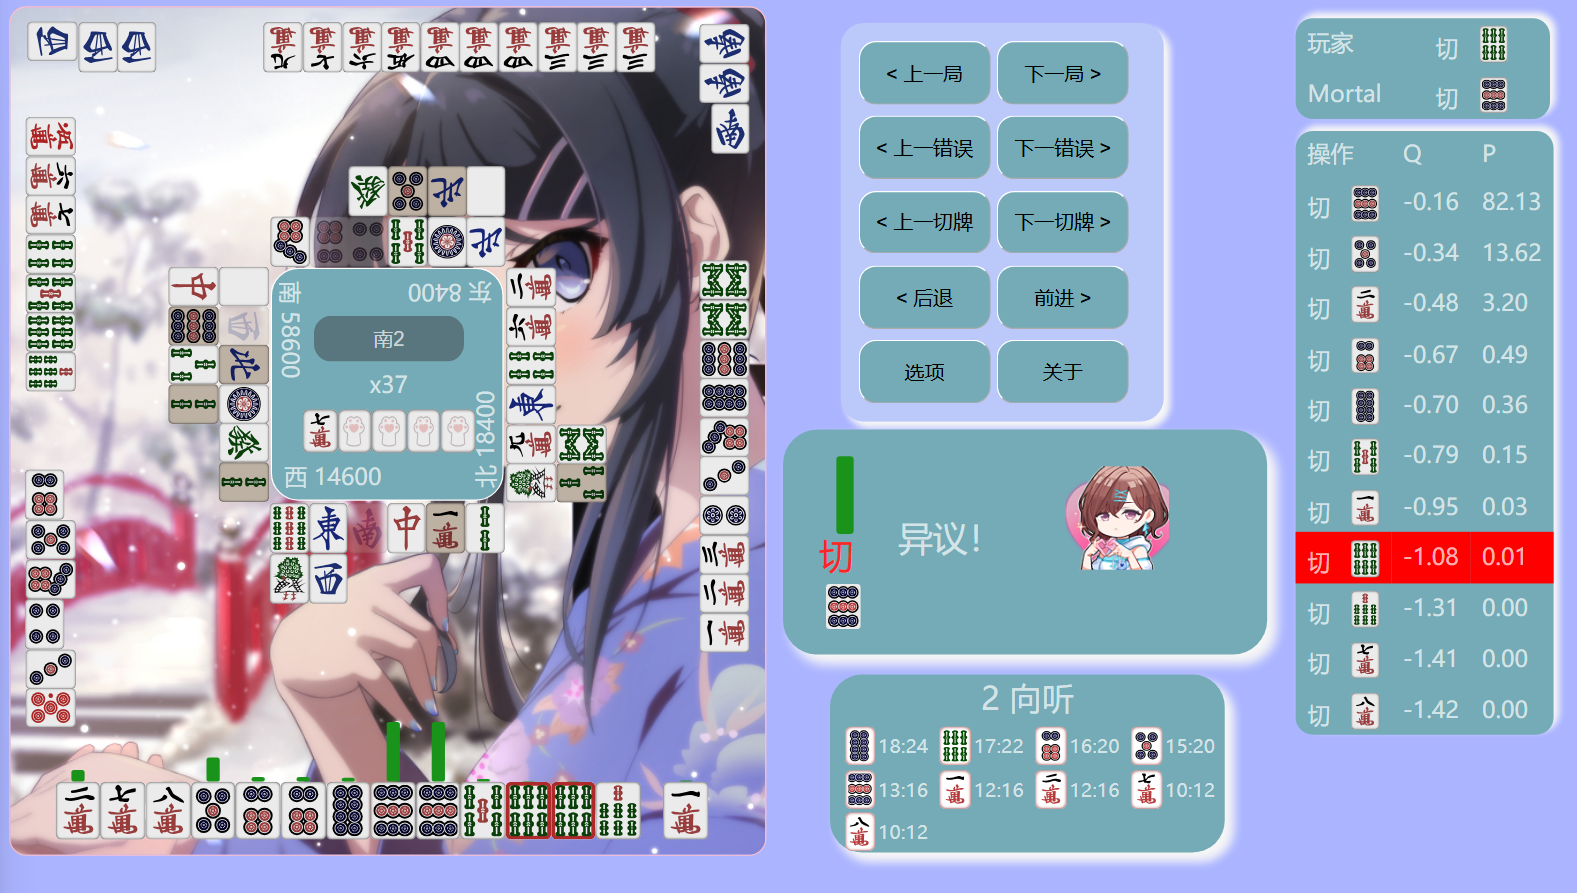 南 58600
东 8400
南2
x37
西 14600
北 18400
< 上一局
下一局 >
< 上一错误
下一错误 >
< 上一切牌
下一切牌 >
< 后退
前进 >
选项
关于
切
异议!
2 向听
18:24
17:22
16:20
15:20
13:16
12:16
12:16
10:12
10:12
玩家 切
Mortal 切
操作 Q P
切 -0.16 82.13
切 -0.34 13.62
切 -0.48 3.20
切 -0.67 0.49
切 -0.70 0.36
切 -0.79 0.15
切 -0.95 0.03
切 -1.08 0.01
切 -1.31 0.00
切 -1.41 0.00
切 -1.42 0.00